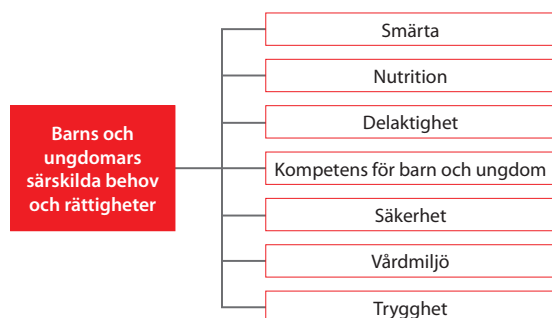 Barns och
ungdomars
särskilda behov
och rättigheter
Smärta
Nutrition
Delaktighet
Kompetens för barn och ungdom
Säkerhet
Vårdmiljö
Trygghet